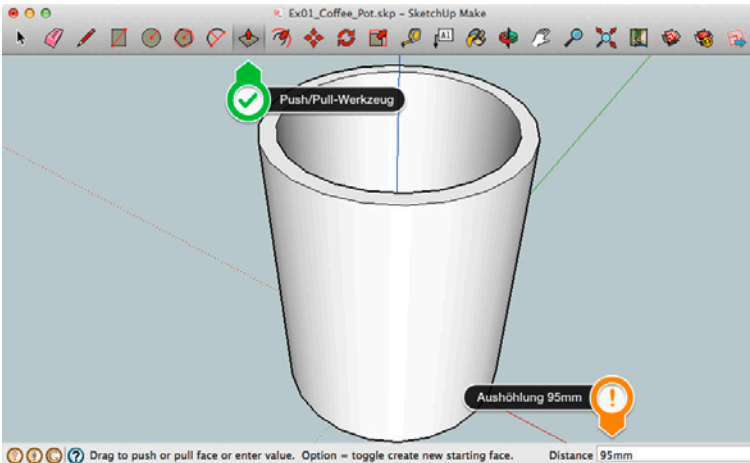 Ex01_Coffee_Pot.skp – SketchUp Make
A1
Push/Pull-Werkzeug
Aushöhlung 95mm
Drag to push or pull face or enter value. Option = toggle create new starting face.
Distance 95mm